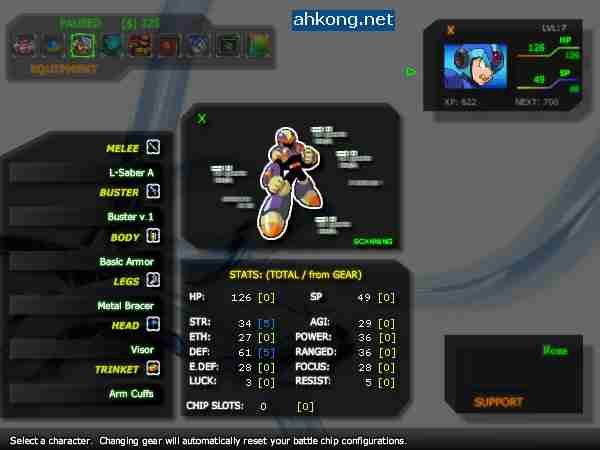 ahkong.net
PAUSED [$] 325
EQUIPMENT
X LVL: 7
126 HP
126
49 SP
XP: 622 NEXT: 700
X
SCANNING
MELEE
L-Saber A
BUSTER
Buster v.1
BODY
Basic Armor
LEGS
Metal Bracer
HEAD
Visor
TRINKET
Arm Cuffs
STATS: (TOTAL / from GEAR)
HP: 126 [0] SP 49 [0]
STR: 34 [5] AGI: 29 [0]
ETH: 27 [0] POWER: 36 [0]
DEF: 61 [5] RANGED: 36 [0]
E.DEF: 28 [0] FOCUS: 28 [0]
LUCK: 3 [0] RESIST: 5 [0]
CHIP SLOTS: 0 [0]
None
SUPPORT
Select a character. Changing gear will automatically reset your battle chip configurations.